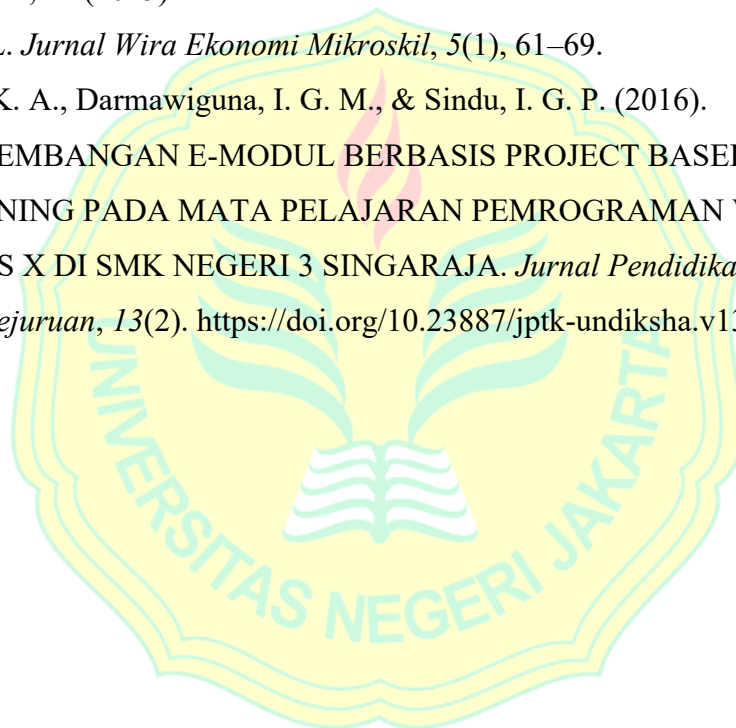 L. Jurnal Wira Ekonomi Mikroskil, 5(1), 61–69.
K. A., Darmawiguna, I. G. M., & Sindu, I. G. P. (2016).
EMBANGAN E-MODUL BERBASIS PROJECT BASE
NING PADA MATA PELAJARAN PEMROGRAMAN
S X DI SMK NEGERI 3 SINGARAJA. Jurnal Pendidika
ejuruan, 13(2). https://doi.org/10.23887/jptk-undiksha.v13
UNIVERSITAS NEGERI JAKARTA